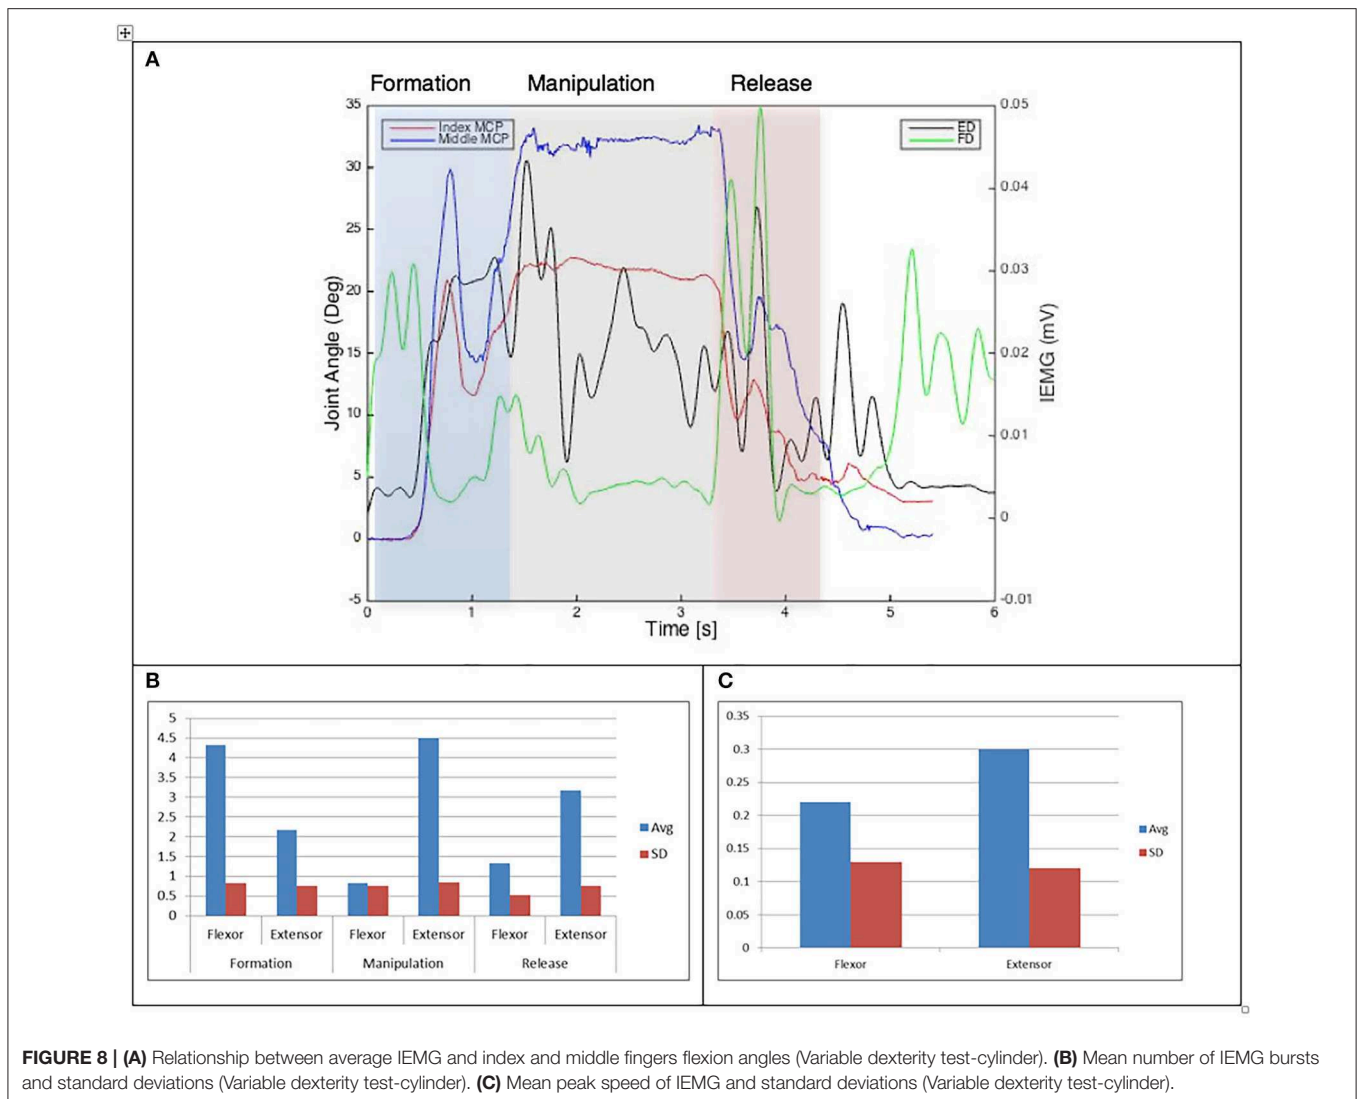 A
Formation Manipulation Release
35 0.05
Index MCP ED
Middle MCP FD
30
0.04
25
0.03
20
Joint Angle (Deg)
15 0.02
IEMG (mV)
10
0.01
5
0
0
-5 -0.01
0 1 2 3 4 5 6
Time [s]
B
5
4.5
4
3.5
3
2.5
2
1.5
1
0.5
0
Avg
SD
Flexor Extensor Flexor Extensor Flexor Extensor
Formation Manipulation Release
C
0.35
0.3
0.25
0.2
0.15
0.1
0.05
0
Avg
SD
Flexor Extensor
FIGURE 8 | (A) Relationship between average IEMG and index and middle fingers flexion angles (Variable dexterity test-cylinder). (B) Mean number of IEMG bursts
and standard deviations (Variable dexterity test-cylinder). (C) Mean peak speed of IEMG and standard deviations (Variable dexterity test-cylinder).